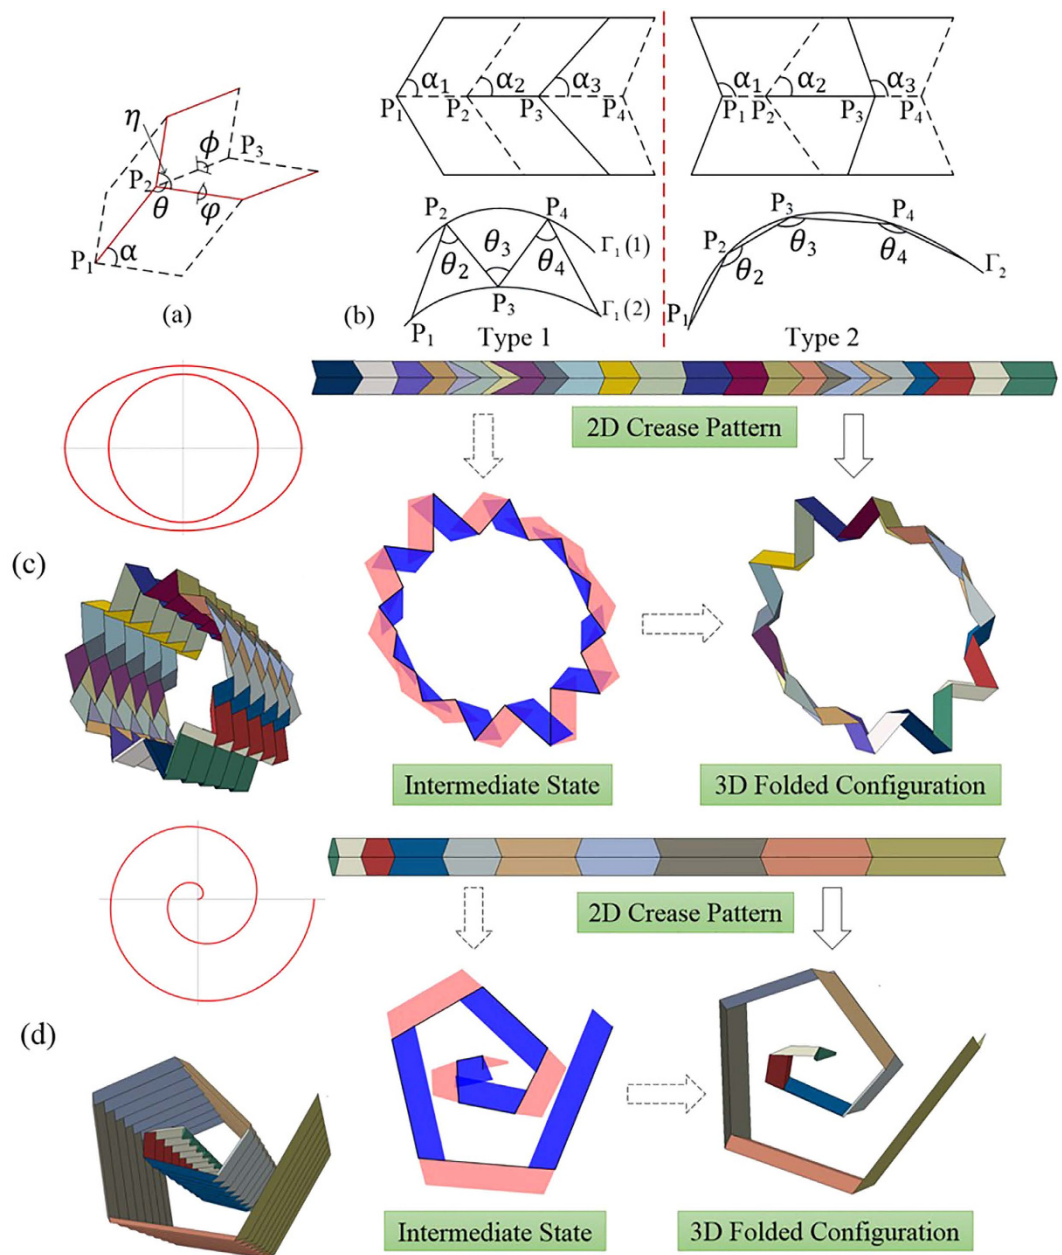 η
ϕ
P₃
P₂
θ
φ
P₁
α
(a)
α₁
α₂
α₃
P₁
P₂
P₃
P₄
α₁
α₂
α₃
P₁
P₂
P₃
P₄
P₂
P₄
θ₂
θ₃
θ₄
Γ₁(1)
P₃
Γ₁(2)
P₁
(b)
Type 1
P₃
P₄
P₂
θ₂
θ₃
θ₄
Γ₂
P₁
Type 2
2D Crease Pattern
(c)
Intermediate State
3D Folded Configuration
2D Crease Pattern
(d)
Intermediate State
3D Folded Configuration